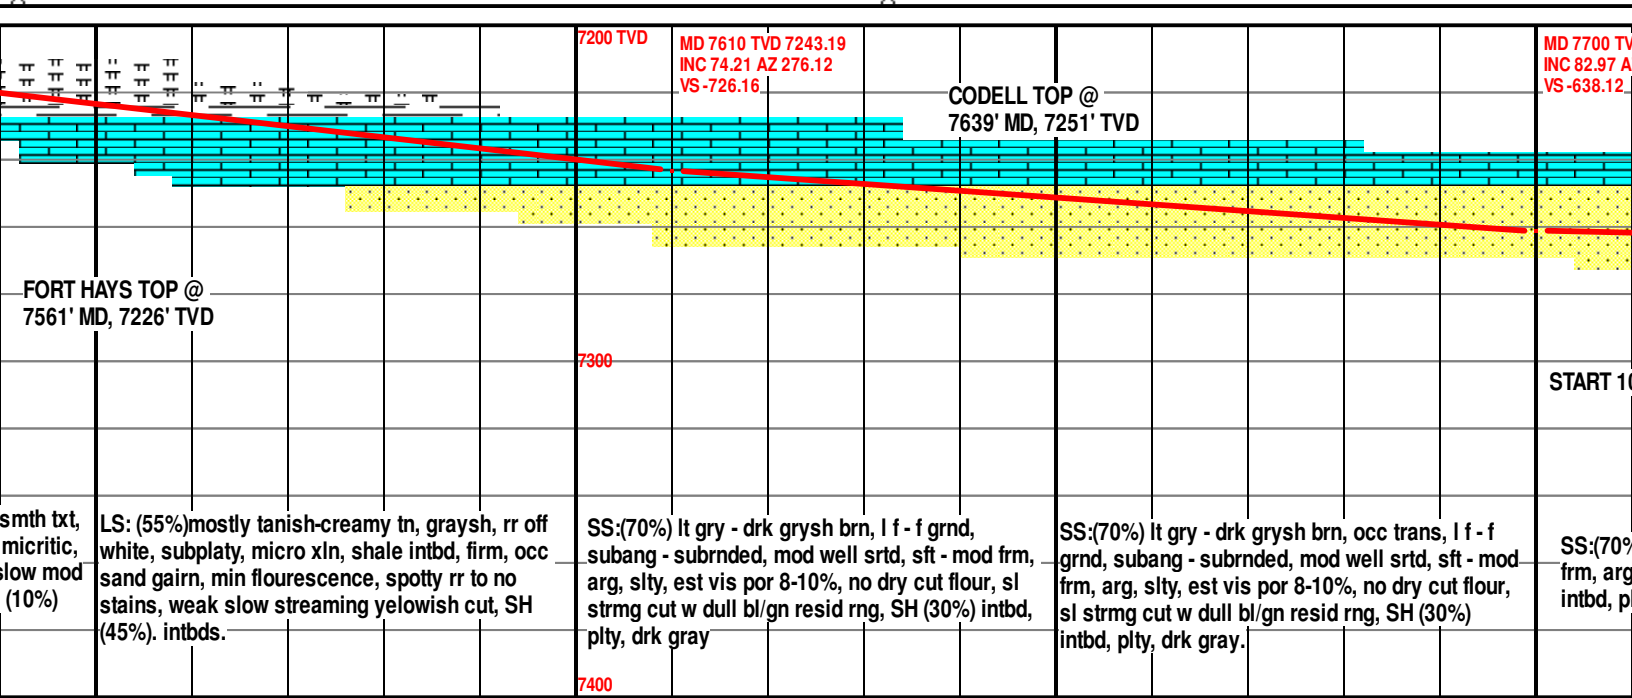 7200 TVD
MD 7610 TVD 7243.19
INC 74.21 AZ 276.12
VS -726.16
MD 7700 TV
INC 82.97 A
VS -638.12
CODELL TOP @
7639' MD, 7251' TVD
FORT HAYS TOP @
7561' MD, 7226' TVD
7300
START 10
smth txt,
micritic,
slow mod
(10%)
LS: (55%)mostly tanish-creamy tn, graysh, rr off
white, subplaty, micro xln, shale intbd, firm, occ
sand gairn, min flourescence, spotty rr to no
stains, weak slow streaming yelowish cut, SH
(45%). intbds.
SS:(70%) lt gry - drk grysh brn, l f - f grnd,
subang - subrnded, mod well srtd, sft - mod frm,
arg, slty, est vis por 8-10%, no dry cut flour, sl
strmg cut w dull bl/gn resid rng, SH (30%) intbd,
plty, drk gray
SS:(70%) lt gry - drk grysh brn, occ trans, l f - f
grnd, subang - subrnded, mod well srtd, sft - mod
frm, arg, slty, est vis por 8-10%, no dry cut flour,
sl strmg cut w dull bl/gn resid rng, SH (30%)
intbd, plty, drk gray.
SS:(70%
frm, arg
intbd, pl
7400